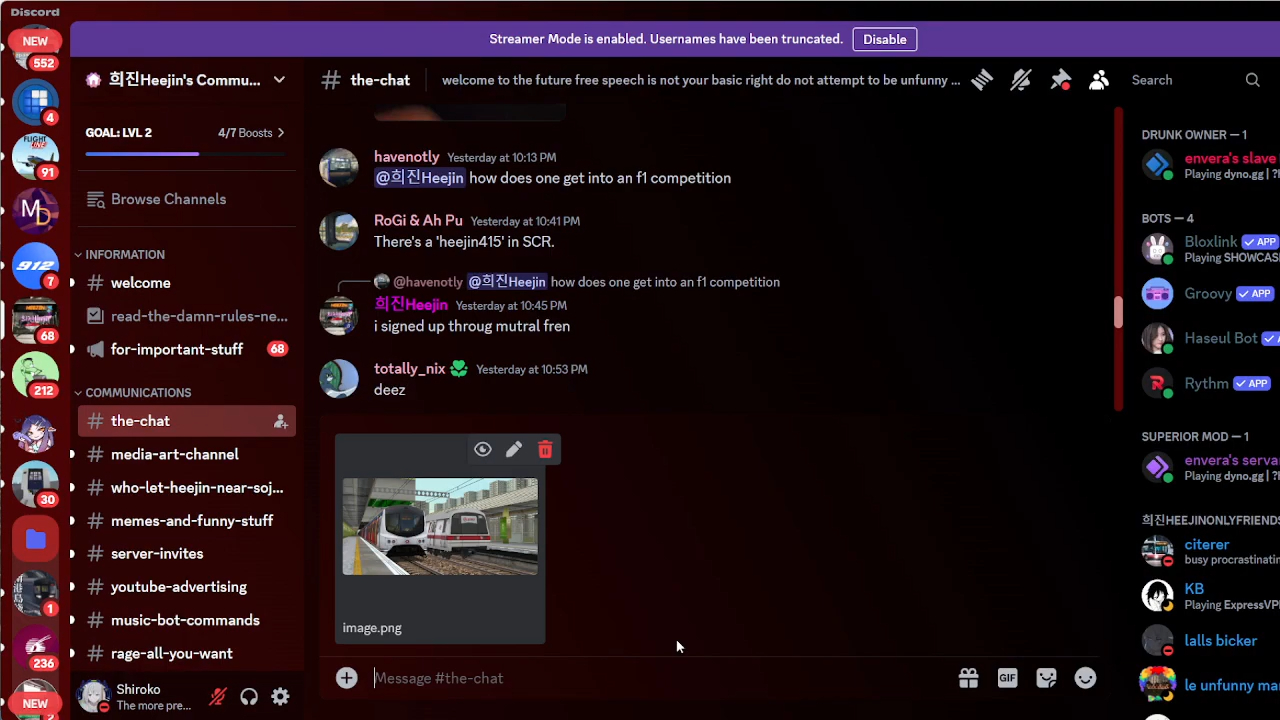 Discord
Streamer Mode is enabled. Usernames have been truncated.
Disable
NEW
552
4
FLIGHT LINE
91
MD
912
7
68
212
30
1
236
NEW
희진Heejin's Commu...
GOAL: LVL 2
4/7 Boosts
Browse Channels
INFORMATION
# welcome
read-the-damn-rules-ne...
for-important-stuff
68
COMMUNICATIONS
# the-chat
# media-art-channel
# who-let-heejin-near-soj...
# memes-and-funny-stuff
# server-invites
# youtube-advertising
# music-bot-commands
# rage-all-you-want
Shiroko
The more pre...
# the-chat
welcome to the future free speech is not your basic right do not attempt to be unfunny ...
Search
havenotly Yesterday at 10:13 PM
@희진Heejin how does one get into an f1 competition
RoGi & Ah Pu Yesterday at 10:41 PM
There's a 'heejin415' in SCR.
@havenotly @희진Heejin how does one get into an f1 competition
희진Heejin Yesterday at 10:45 PM
i signed up throug mutral fren
totally_nix Yesterday at 10:53 PM
deez
image.png
Message #the-chat
GIF
DRUNK OWNER — 1
envera's slave
Playing dyno.gg | ?
BOTS — 4
Bloxlink ✓ APP
Playing SHOWCAS
Groovy ✓ APP
Haseul Bot ✓
Rythm ✓ APP
SUPERIOR MOD — 1
envera's serva
Playing dyno.gg | ?
희진HEEJINONLYFRIENDS
citerer
busy procrastinatin
KB
Playing ExpressVP
lalls bicker
le unfunny ma